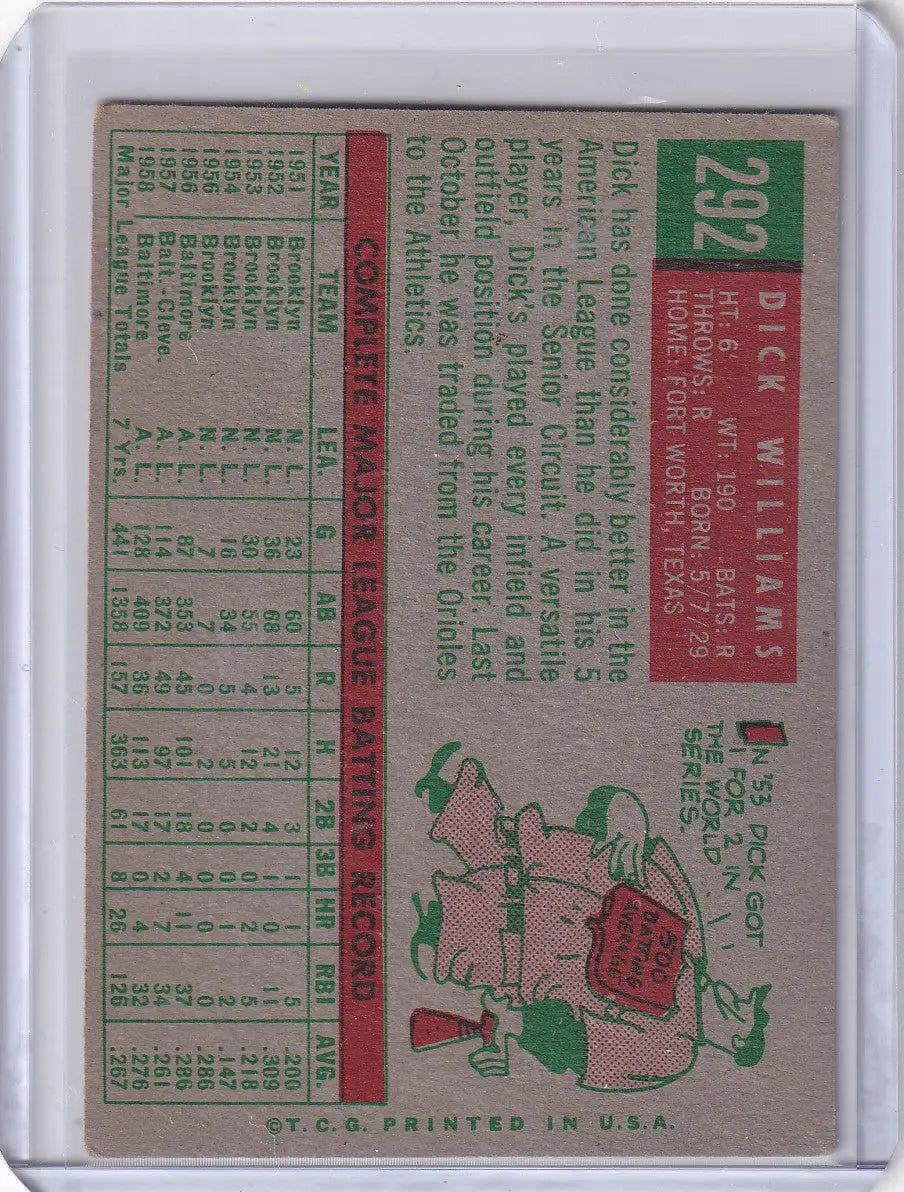 292
DICK WILLIAMS
HT: 6' WT: 190 BATS: R
THROWS: R BORN: 5/7/29
HOME: FORT WORTH, TEXAS
Dick has done considerably better in the
American League than he did in his 5
years in the Senior Circuit. A versatile
player, Dick's played every infield and
outfield position during his career. Last
October he was traded from the Orioles
to the Athletics.
IN '53 DICK GOT
1 FOR 2 IN
THE WORLD
SERIES.
.500
BATTING
AVERAGE
COMPLETE MAJOR LEAGUE BATTING RECORD
YEAR TEAM LEA G AB R H 2B 3B HR RBI AVG.
1951 Brooklyn N. L. 23 60 5 12 3 1 1 5 .200
1952 Brooklyn N. L. 36 68 13 21 4 1 0 11 .309
1953 Brooklyn N. L. 30 55 4 12 2 0 2 5 .218
1954 Brooklyn N. L. 16 34 5 5 0 0 1 2 .147
1956 Brooklyn N. L. 7 7 0 2 0 0 0 0 .286
1956 Baltimore A. L. 87 353 45 101 18 4 11 37 .286
1957 Balt.-Cleve. A. L. 114 372 49 97 17 2 7 34 .261
1958 Baltimore A. L. 128 409 36 113 17 0 4 32 .276
Major League Totals 7 Yrs. 441 1358 157 363 61 8 26 126 .267
©T. C. G. PRINTED IN U.S.A.